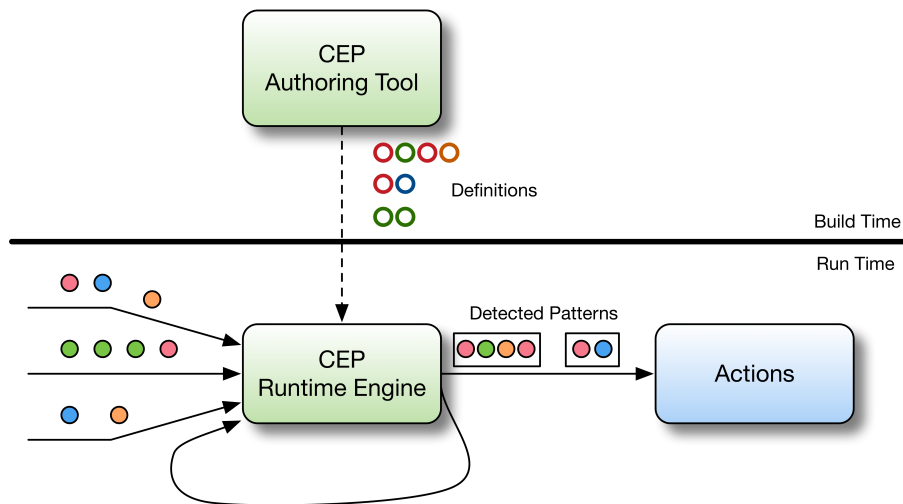 CEP
Authoring Tool
Definitions
Build Time
Run Time
Detected Patterns
CEP
Runtime Engine
Actions